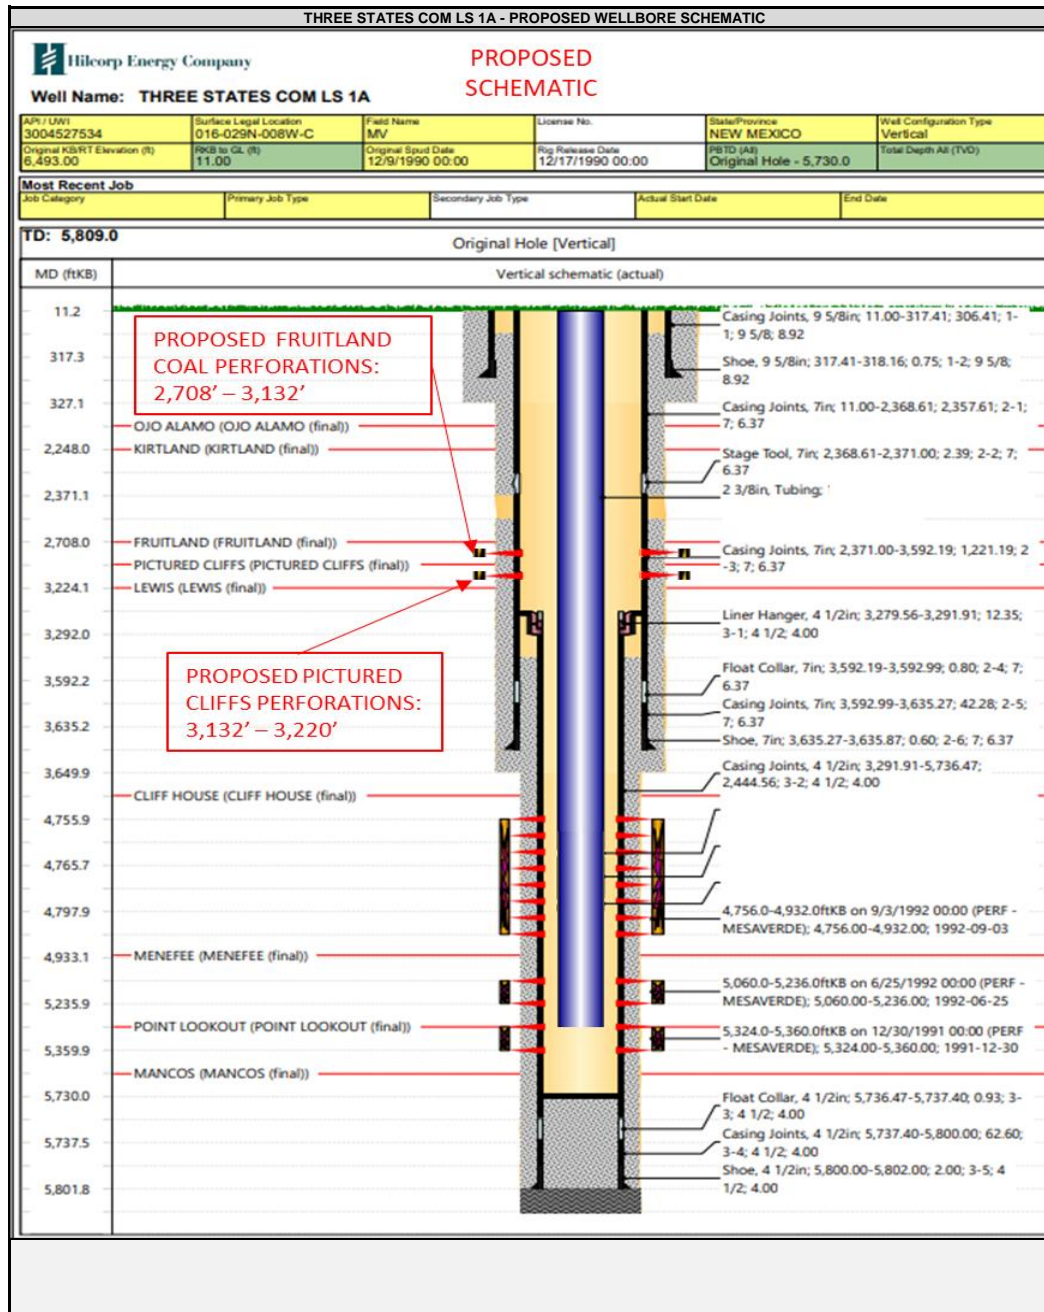 THREE STATES COM LS 1A - PROPOSED WELLBORE SCHEMATIC
Hilcorp Energy Company
PROPOSED
SCHEMATIC
Well Name: THREE STATES COM LS 1A
API / UWI
3004527534
Surface Legal Location
016-029N-008W-C
Field Name
MV
License No.
State/Province
NEW MEXICO
Well Configuration Type
Vertical
Original KB/RT Elevation (ft)
6,493.00
RKB to GL (ft)
11.00
Original Spud Date
12/9/1990 00:00
Rig Release Date
12/17/1990 00:00
PBTD (All)
Original Hole - 5,730.0
Total Depth All (TVD)
Most Recent Job
Job Category
Primary Job Type
Secondary Job Type
Actual Start Date
End Date
TD: 5,809.0
Original Hole [Vertical]
MD (ftKB)
Vertical schematic (actual)
11.2
317.3
327.1
2,248.0
2,371.1
2,708.0
3,224.1
3,292.0
3,592.2
3,635.2
3,649.9
4,755.9
4,765.7
4,797.9
4,933.1
5,235.9
5,359.9
5,730.0
5,737.5
5,801.8
PROPOSED FRUITLAND
COAL PERFORATIONS:
2,708' – 3,132'
OJO ALAMO (OJO ALAMO (final))
KIRTLAND (KIRTLAND (final))
FRUITLAND (FRUITLAND (final))
PICTURED CLIFFS (PICTURED CLIFFS (final))
LEWIS (LEWIS (final))
PROPOSED PICTURED
CLIFFS PERFORATIONS:
3,132' – 3,220'
CLIFF HOUSE (CLIFF HOUSE (final))
MENEFEE (MENEFEE (final))
POINT LOOKOUT (POINT LOOKOUT (final))
MANCOS (MANCOS (final))
Casing Joints, 9 5/8in; 11.00-317.41; 306.41; 1-
1; 9 5/8; 8.92
Shoe, 9 5/8in; 317.41-318.16; 0.75; 1-2; 9 5/8;
8.92
Casing Joints, 7in; 11.00-2,368.61; 2,357.61; 2-1;
7; 6.37
Stage Tool, 7in; 2,368.61-2,371.00; 2.39; 2-2; 7;
6.37
2 3/8in, Tubing;
Casing Joints, 7in; 2,371.00-3,592.19; 1,221.19; 2
-3; 7; 6.37
Liner Hanger, 4 1/2in; 3,279.56-3,291.91; 12.35;
3-1; 4 1/2; 4.00
Float Collar, 7in; 3,592.19-3,592.99; 0.80; 2-4; 7;
6.37
Casing Joints, 7in; 3,592.99-3,635.27; 42.28; 2-5;
7; 6.37
Shoe, 7in; 3,635.27-3,635.87; 0.60; 2-6; 7; 6.37
Casing Joints, 4 1/2in; 3,291.91-5,736.47;
2,444.56; 3-2; 4 1/2; 4.00
4,756.0-4,932.0ftKB on 9/3/1992 00:00 (PERF -
MESAVERDE); 4,756.00-4,932.00; 1992-09-03
5,060.0-5,236.0ftKB on 6/25/1992 00:00 (PERF -
MESAVERDE); 5,060.00-5,236.00; 1992-06-25
5,324.0-5,360.0ftKB on 12/30/1991 00:00 (PERF
- MESAVERDE); 5,324.00-5,360.00; 1991-12-30
Float Collar, 4 1/2in; 5,736.47-5,737.40; 0.93; 3-
3; 4 1/2; 4.00
Casing Joints, 4 1/2in; 5,737.40-5,800.00; 62.60;
3-4; 4 1/2; 4.00
Shoe, 4 1/2in; 5,800.00-5,802.00; 2.00; 3-5; 4
1/2; 4.00